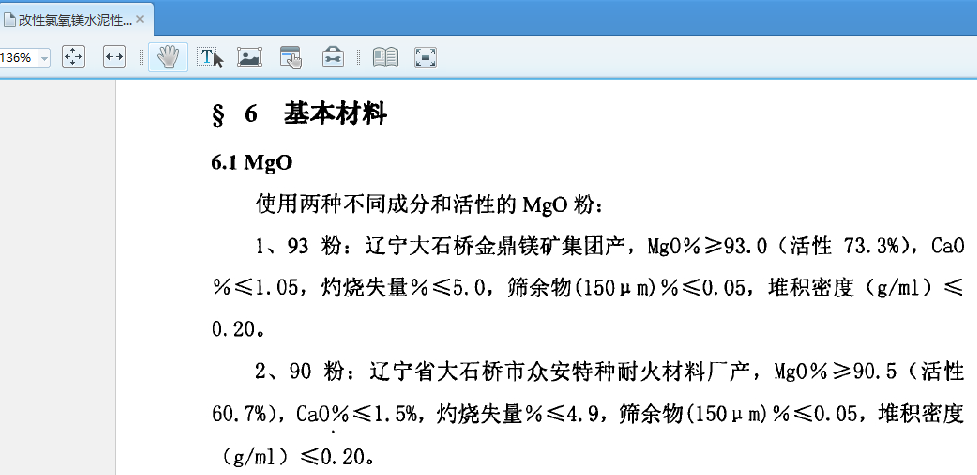 改性氯氧镁水泥性...
136%
§ 6 基本材料
6.1 MgO
使用两种不同成分和活性的 MgO 粉：
1、93 粉：辽宁大石桥金鼎镁矿集团产，MgO%≥93.0（活性 73.3%），CaO
%≤1.05，灼烧失量%≤5.0，筛余物(150μm)%≤0.05，堆积密度（g/ml）≤
0.20。
2、90 粉：辽宁省大石桥市众安特种耐火材料厂产，MgO%≥90.5（活性
60.7%），CaO%≤1.5%，灼烧失量%≤4.9，筛余物(150μm)%≤0.05，堆积密度
（g/ml）≤0.20。